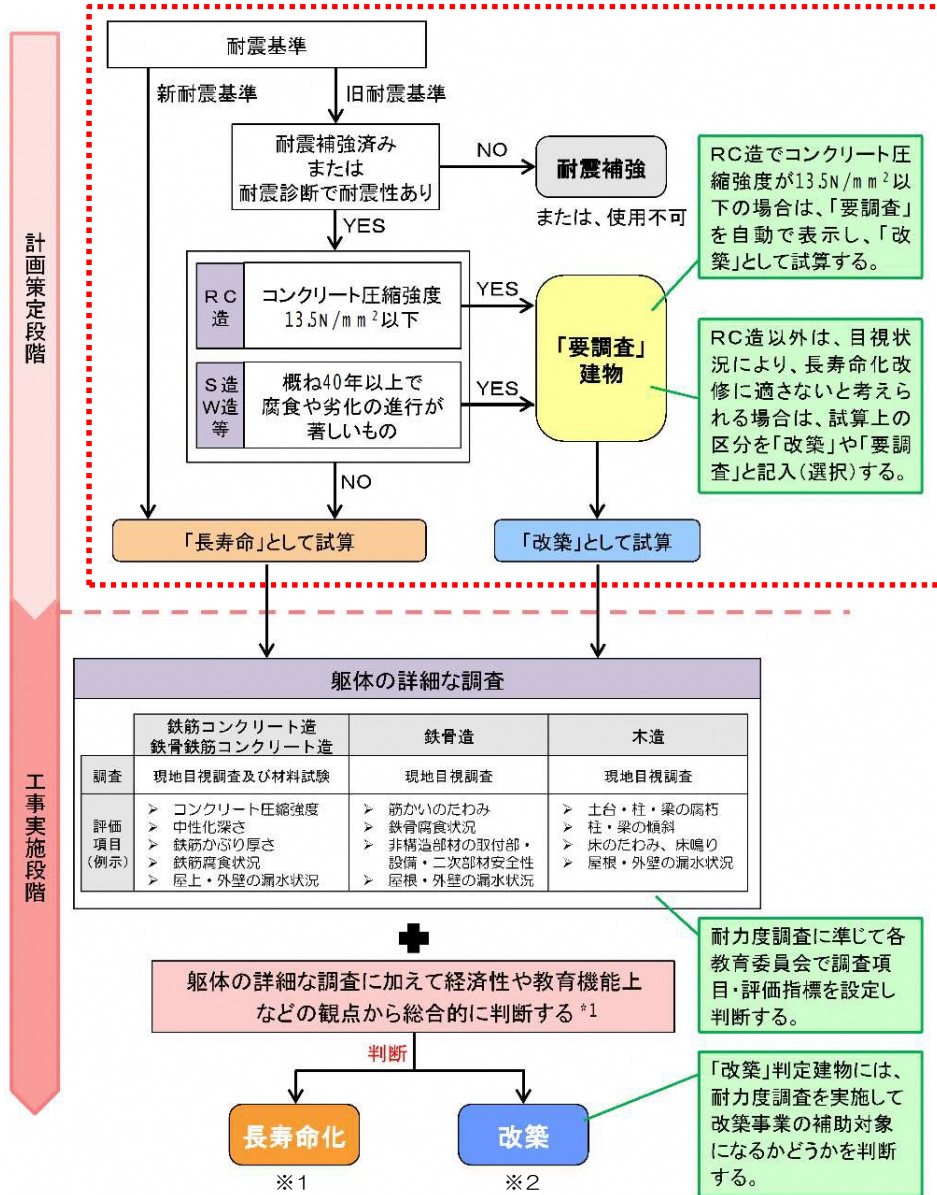 計画策定段階
耐震基準
新耐震基準
旧耐震基準
耐震補強済み
または
耐震診断で耐震性あり
NO
耐震補強
または、使用不可
YES
RC造でコンクリート圧
縮強度が13.5N/mm²以
下の場合は、「要調査」
を自動で表示し、「改
築」として試算する。
RC
造
コンクリート圧縮強度
13.5N/mm²以下
YES
「要調査」
建物
S造
W造
等
概ね40年以上で
腐食や劣化の進行が
著しいもの
YES
RC造以外は、目視状
況により、長寿命化改
修に適さないと考えら
れる場合は、試算上の
区分を「改築」や「要調
査」と記入(選択)する。
NO
「長寿命」として試算
「改築」として試算
工事実施段階
躯体の詳細な調査
鉄筋コンクリート造
鉄骨鉄筋コンクリート造
鉄骨造
木造
調査
現地目視調査及び材料試験
現地目視調査
現地目視調査
評価
項目
(例示)
➢ コンクリート圧縮強度
➢ 中性化深さ
➢ 鉄筋かぶり厚さ
➢ 鉄筋腐食状況
➢ 屋上・外壁の漏水状況
➢ 筋かいのたわみ
➢ 鉄骨腐食状況
➢ 非構造部材の取付部・
設備・二次部材安全性
➢ 屋根・外壁の漏水状況
➢ 土台・柱・梁の腐朽
➢ 柱・梁の傾斜
➢ 床のたわみ、床鳴り
➢ 屋根・外壁の漏水状況
耐力度調査に準じて各
教育委員会で調査項
目・評価指標を設定し
判断する。
躯体の詳細な調査に加えて経済性や教育機能上
などの観点から総合的に判断する*1
判断
長寿命化
改築
※1
※2
「改築」判定建物には、
耐力度調査を実施して
改築事業の補助対象
になるかどうかを判断
する。